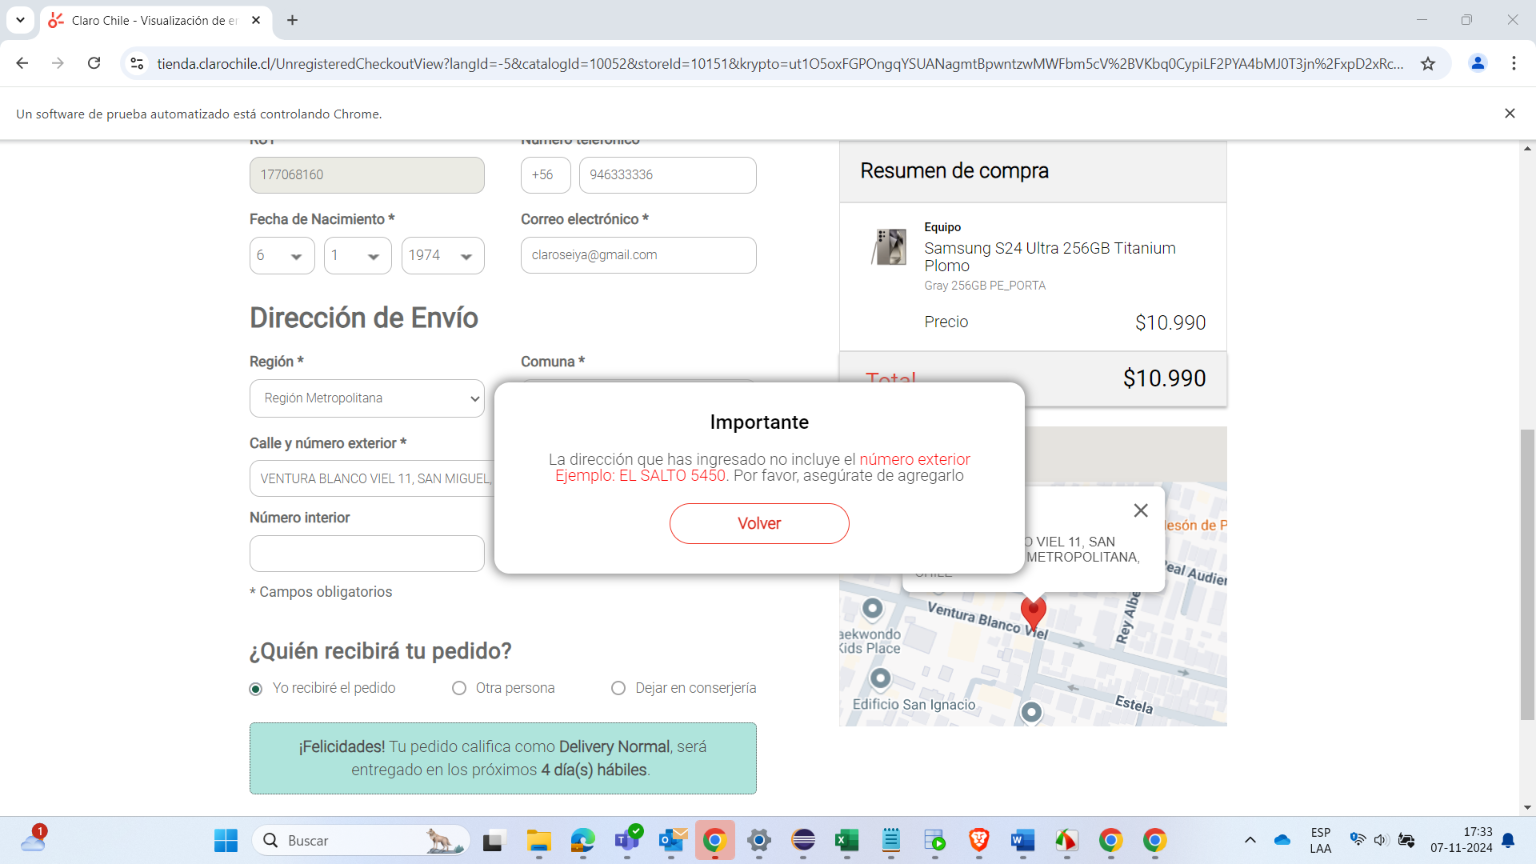 Claro Chile - Visualización de en
tienda.clarochile.cl/UnregisteredCheckoutView?langId=-5&catalogId=10052&storeId=10151&krypto=ut1O5oxFGPOngqYSUANagmtBpwntzwMWFbm5cV%2BVKbq0CypiLF2PYA4bMJ0T3jn%2FxpD2xRc...
Un software de prueba automatizado está controlando Chrome.
RUT
Número telefónico
177068160
+56
946333336
Fecha de Nacimiento *
Correo electrónico *
6
1
1974
claroseiya@gmail.com
Dirección de Envío
Región *
Comuna *
Región Metropolitana
Calle y número exterior *
VENTURA BLANCO VIEL 11, SAN MIGUEL,
Número interior
* Campos obligatorios
¿Quién recibirá tu pedido?
Yo recibiré el pedido
Otra persona
Dejar en conserjería
¡Felicidades! Tu pedido califica como Delivery Normal, será
entregado en los próximos 4 día(s) hábiles.
Resumen de compra
Equipo
Samsung S24 Ultra 256GB Titanium
Plomo
Gray 256GB PE_PORTA
Precio
$10.990
Total
$10.990
Importante
La dirección que has ingresado no incluye el número exterior
Ejemplo: EL SALTO 5450. Por favor, asegúrate de agregarlo
Volver
O VIEL 11, SAN
METROPOLITANA,
CHILE
esón de P
eal Audien
Ventura Blanco Viel
Rey Albe
aekwondo
Kids Place
Edificio San Ignacio
Estela
1
Buscar
ESP
LAA
17:33
07-11-2024